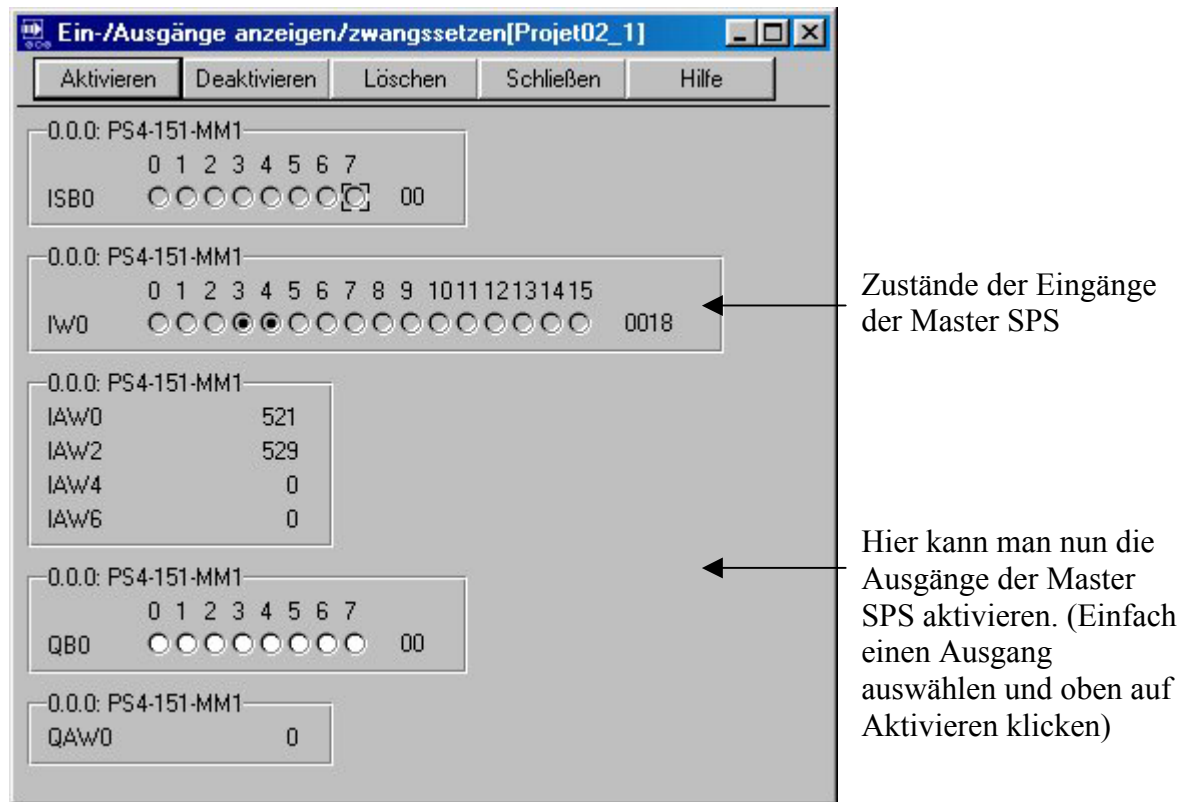 Ein-/Ausgänge anzeigen/zwangssetzen[Projet02_1]
Aktivieren Deaktivieren Löschen Schließen Hilfe
0.0.0: PS4-151-MM1
0 1 2 3 4 5 6 7
ISB0 00
0.0.0: PS4-151-MM1
0 1 2 3 4 5 6 7 8 9 10 11 12 13 14 15
IW0 0018
Zustände der Eingänge
der Master SPS
0.0.0: PS4-151-MM1
IAW0 521
IAW2 529
IAW4 0
IAW6 0
Hier kann man nun die
Ausgänge der Master
SPS aktivieren. (Einfach
einen Ausgang
auswählen und oben auf
Aktivieren klicken)
0.0.0: PS4-151-MM1
0 1 2 3 4 5 6 7
QB0 00
0.0.0: PS4-151-MM1
QAW0 0